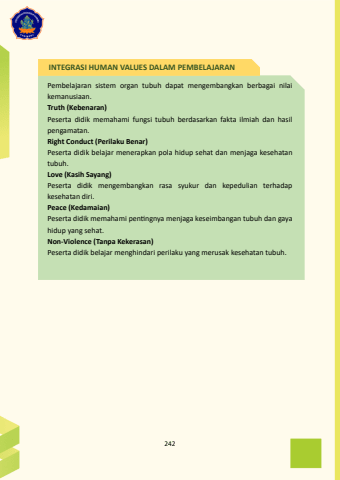 INTEGRASI HUMAN VALUES DALAM PEMBELAJARAN
Pembelajaran sistem organ tubuh dapat mengembangkan berbagai nilai
kemanusiaan.
Truth (Kebenaran)
Peserta didik memahami fungsi tubuh berdasarkan fakta ilmiah dan hasil
pengamatan.
Right Conduct (Perilaku Benar)
Peserta didik belajar menerapkan pola hidup sehat dan menjaga kesehatan
tubuh.
Love (Kasih Sayang)
Peserta didik mengembangkan rasa syukur dan kepedulian terhadap
kesehatan diri.
Peace (Kedamaian)
Peserta didik memahami pentingnya menjaga keseimbangan tubuh dan gaya
hidup yang sehat.
Non-Violence (Tanpa Kekerasan)
Peserta didik belajar menghindari perilaku yang merusak kesehatan tubuh.
242